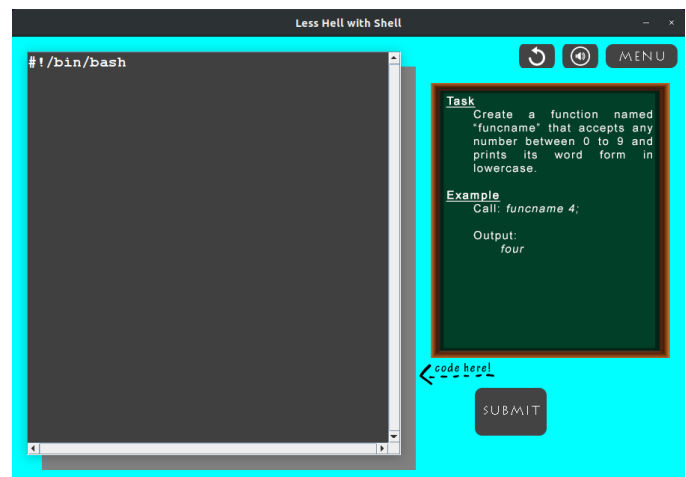 Less Hell with Shell
#!/bin/bash
MENU
Task
Create a function named
"funcname" that accepts any
number between 0 to 9 and
prints its word form in
lowercase.
Example
Call: funcname 4;
Output:
four
code here!
SUBMIT